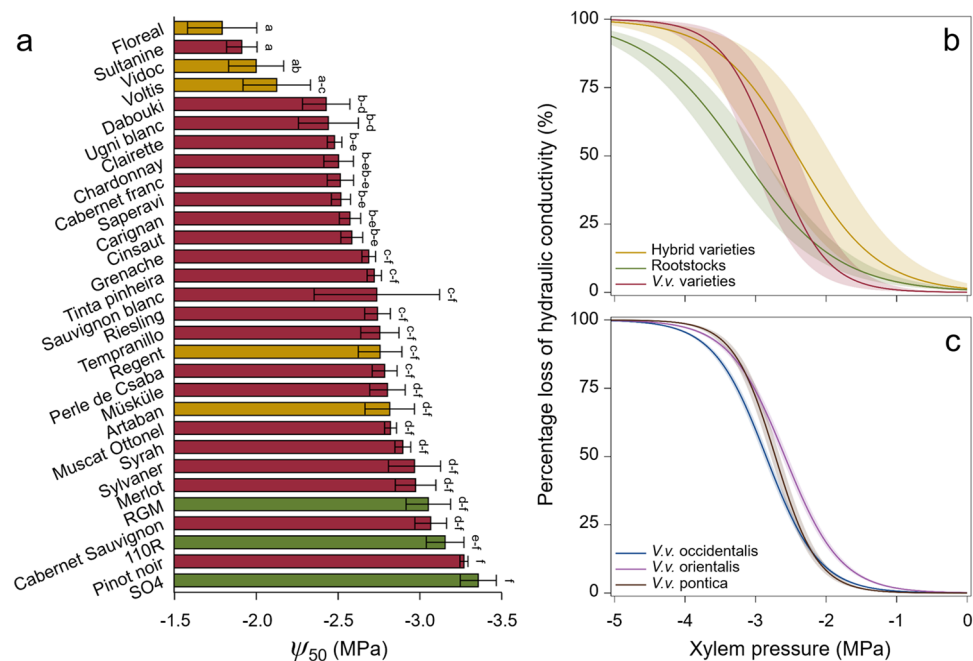 a
Floreal
Sultanine
Vidoc
Voltis
Dabouki
Ugni blanc
Clairette
Chardonnay
Cabernet franc
Saperavi
Carignan
Cinsaut
Grenache
Tinta pinheira
Sauvignon blanc
Riesling
Tempranillo
Regent
Perle de Csaba
Müsküle
Artaban
Muscat Ottonel
Syrah
Sylvaner
Merlot
RGM
Cabernet Sauvignon
110R
Pinot noir
SO4
a
a
ab
a-c
b-d
b-d
b-e
b-e
b-e
b-e
b-e
b-e
c-f
c-f
c-f
c-f
c-f
c-f
c-f
d-f
d-f
d-f
d-f
d-f
d-f
d-f
d-f
e-f
f
f
-1.5 -2.0 -2.5 -3.0 -3.5
ψ50 (MPa)
b
Percentage loss of hydraulic conductivity (%)
100
75
50
25
0
Hybrid varieties
Rootstocks
V.v. varieties
c
100
75
50
25
0
V.v. occidentalis
V.v. orientalis
V.v. pontica
-5 -4 -3 -2 -1 0
Xylem pressure (MPa)